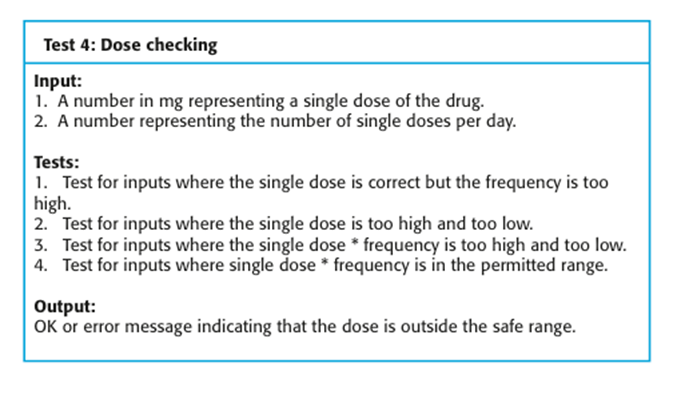 Test 4: Dose checking
Input:
1. A number in mg representing a single dose of the drug.
2. A number representing the number of single doses per day.
Tests:
1. Test for inputs where the single dose is correct but the frequency is too
high.
2. Test for inputs where the single dose is too high and too low.
3. Test for inputs where the single dose * frequency is too high and too low.
4. Test for inputs where single dose * frequency is in the permitted range.
Output:
OK or error message indicating that the dose is outside the safe range.